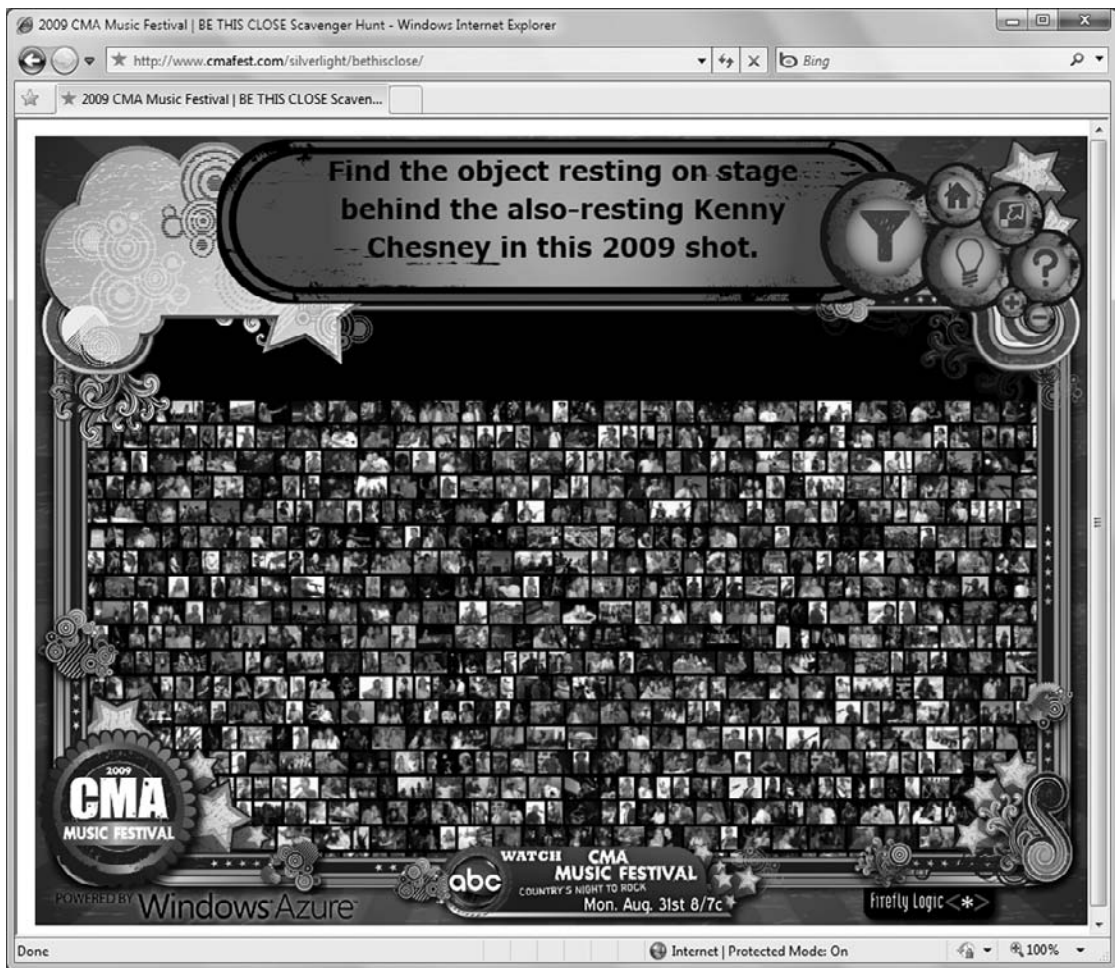 2009 CMA Music Festival | BE THIS CLOSE Scavenger Hunt - Windows Internet Explorer
http://www.cmafest.com/silverlight/bethisclose/
Bing
2009 CMA Music Festival | BE THIS CLOSE Scaven...
Find the object resting on stage
behind the also-resting Kenny
Chesney in this 2009 shot.
?
2009
CMA
MUSIC FESTIVAL
WATCH CMA
MUSIC FESTIVAL
abc
COUNTRY'S NIGHT TO ROCK
Mon. Aug. 31st 8/7c
POWERED BY Windows Azure
Firefly Logic <*>
Done
Internet | Protected Mode: On
100%